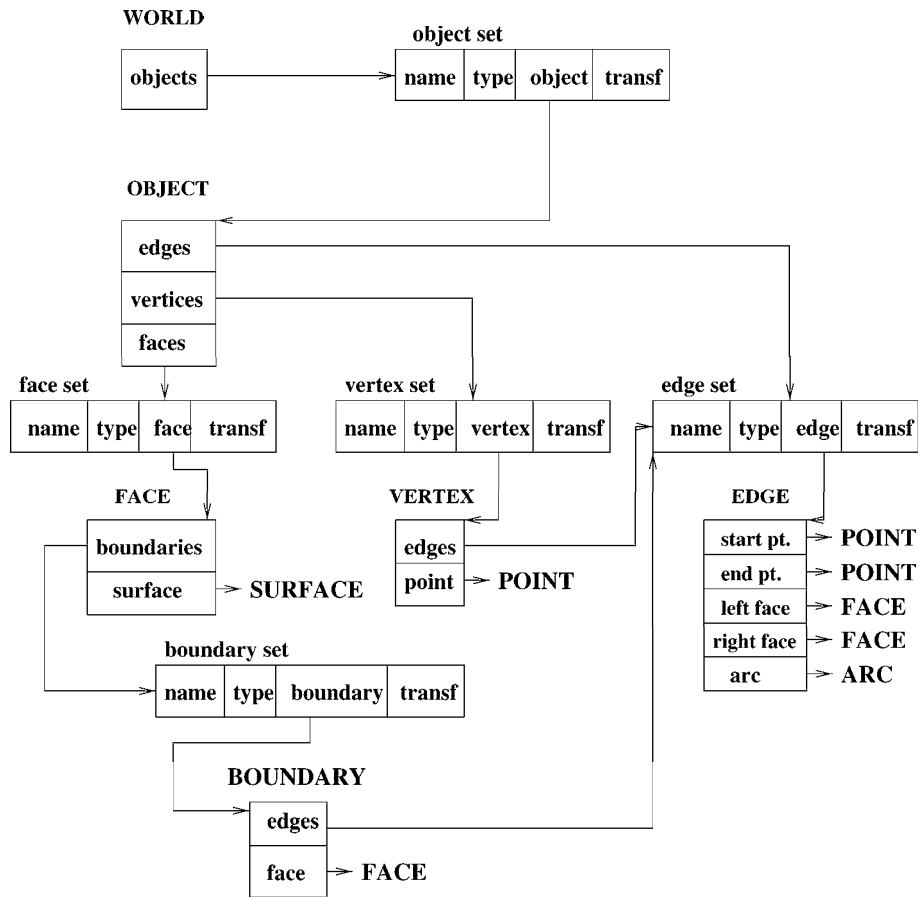 WORLD
object set
objects
name type object transf
OBJECT
edges
vertices
faces
face set
vertex set
edge set
name type face transf
name type vertex transf
name type edge transf
FACE
VERTEX
EDGE
boundaries
surface
SURFACE
edges
point
POINT
start pt.
POINT
end pt.
POINT
left face
FACE
right face
FACE
arc
ARC
boundary set
name type boundary transf
BOUNDARY
edges
face
FACE